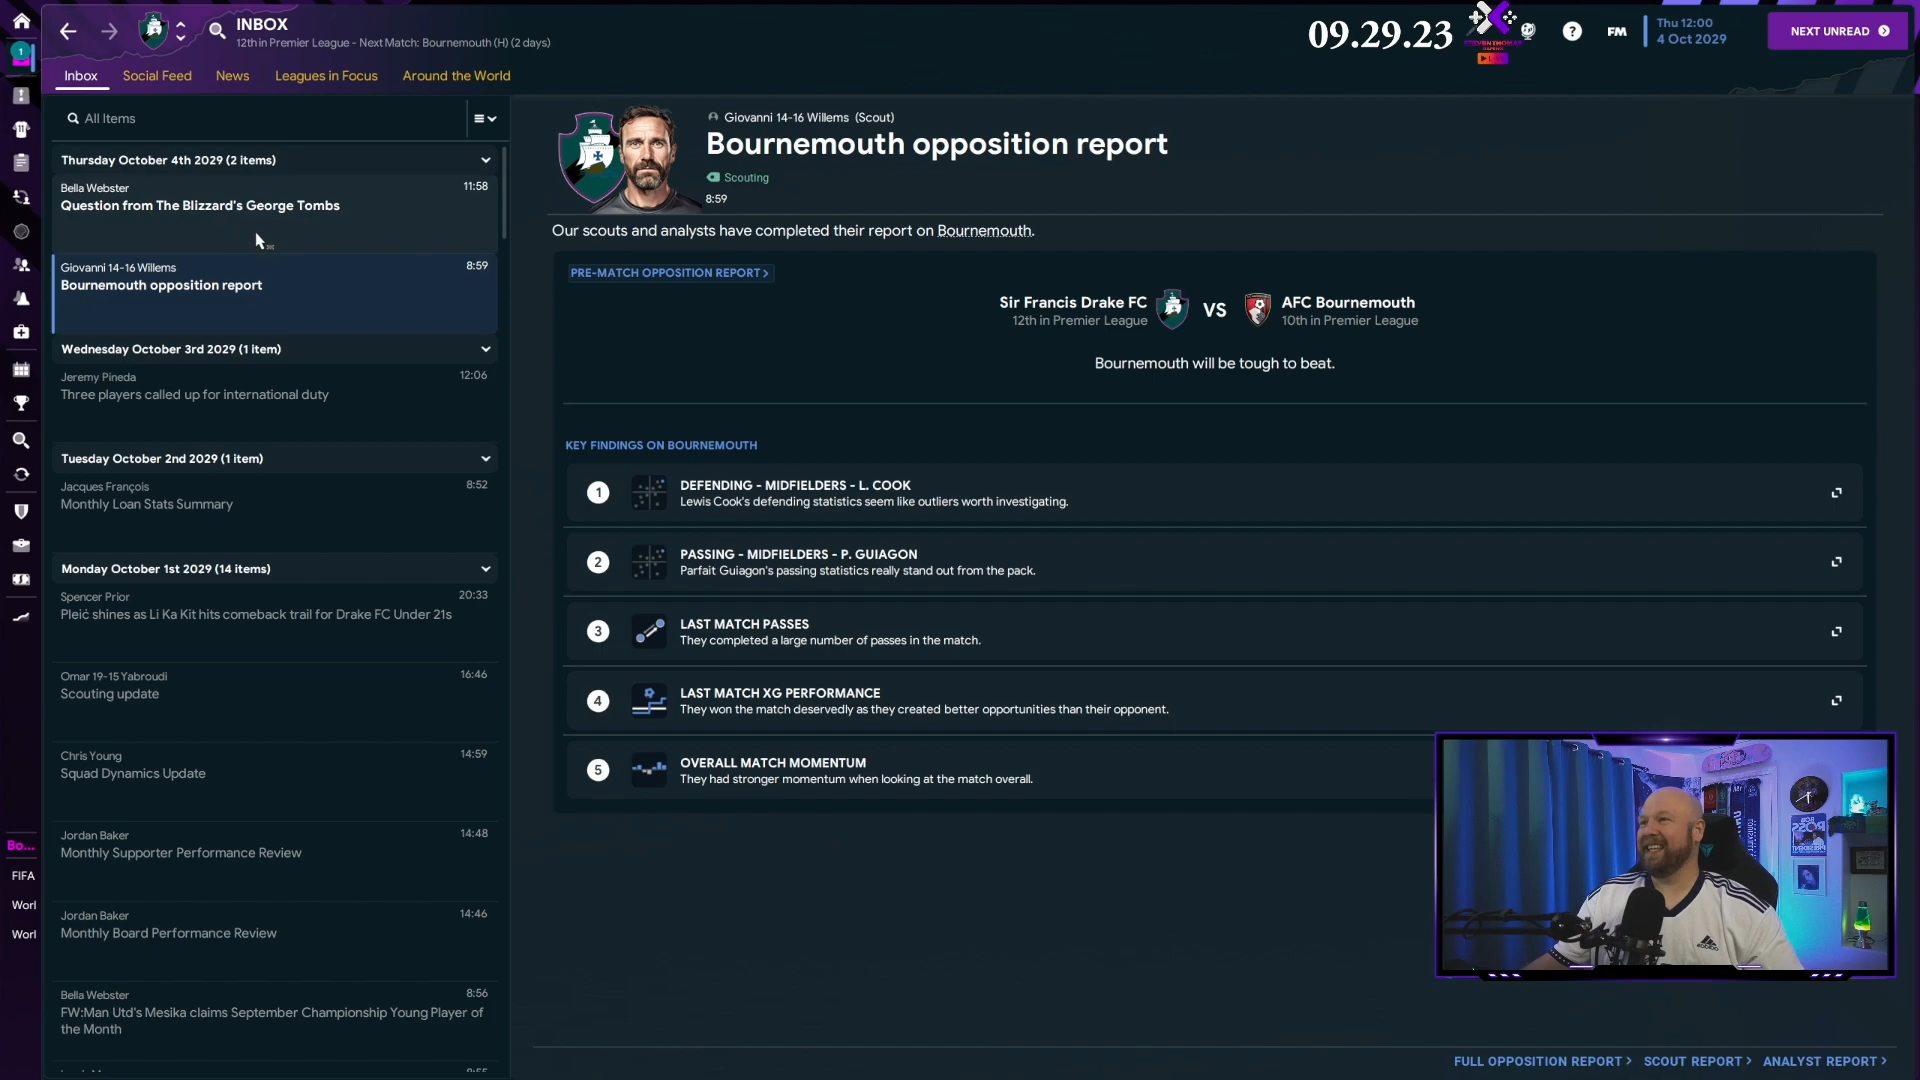 INBOX
12th in Premier League - Next Match: Bournemouth (H) (2 days)
09.29.23
FM
Thu 12:00
4 Oct 2029
NEXT UNREAD
1
Inbox
Social Feed
News
Leagues in Focus
Around the World
All Items
Thursday October 4th 2029 (2 items)
Bella Webster
11:58
Question from The Blizzard's George Tombs
Giovanni 14-16 Willems
8:59
Bournemouth opposition report
Wednesday October 3rd 2029 (1 item)
Jeremy Pineda
12:06
Three players called up for international duty
Tuesday October 2nd 2029 (1 item)
Jacques François
8:52
Monthly Loan Stats Summary
Monday October 1st 2029 (14 items)
Spencer Prior
20:33
Pleić shines as Li Ka Kit hits comeback trail for Drake FC Under 21s
Omar 19-15 Yabroudi
16:46
Scouting update
Chris Young
14:59
Squad Dynamics Update
Jordan Baker
14:48
Monthly Supporter Performance Review
Jordan Baker
14:46
Monthly Board Performance Review
Bella Webster
8:56
FW:Man Utd's Mesika claims September Championship Young Player of
the Month
Bo...
FIFA
Worl
Worl
Giovanni 14-16 Willems (Scout)
Bournemouth opposition report
Scouting
8:59
Our scouts and analysts have completed their report on Bournemouth.
PRE-MATCH OPPOSITION REPORT >
Sir Francis Drake FC
12th in Premier League
VS
AFC Bournemouth
10th in Premier League
Bournemouth will be tough to beat.
KEY FINDINGS ON BOURNEMOUTH
1
DEFENDING - MIDFIELDERS - L. COOK
Lewis Cook's defending statistics seem like outliers worth investigating.
2
PASSING - MIDFIELDERS - P. GUIAGON
Parfait Guiagon's passing statistics really stand out from the pack.
3
LAST MATCH PASSES
They completed a large number of passes in the match.
4
LAST MATCH XG PERFORMANCE
They won the match deservedly as they created better opportunities than their opponent.
5
OVERALL MATCH MOMENTUM
They had stronger momentum when looking at the match overall.
FULL OPPOSITION REPORT >
SCOUT REPORT >
ANALYST REPORT >